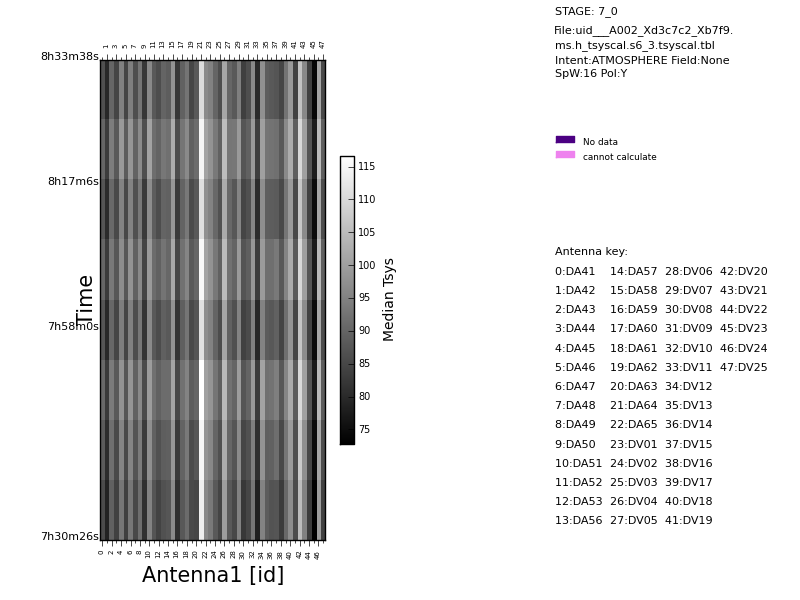 STAGE: 7_0
File:uid___A002_Xd3c7c2_Xb7f9.
ms.h_tsyscal.s6_3.tsyscal.tbl
Intent:ATMOSPHERE Field:None
SpW:16 Pol:Y
1 3 5 7 9 11 13 15 17 19 21 23 25 27 29 31 33 35 37 39 41 43 45 47
8h33m38s
8h17m6s
7h58m0s
7h30m26s
Time
0 2 4 6 8 10 12 14 16 18 20 22 24 26 28 30 32 34 36 38 40 42 44 46
Antenna1 [id]
115
110
105
100
95
90
85
80
75
Median Tsys
No data
cannot calculate
Antenna key:
0:DA41 14:DA57 28:DV06 42:DV20
1:DA42 15:DA58 29:DV07 43:DV21
2:DA43 16:DA59 30:DV08 44:DV22
3:DA44 17:DA60 31:DV09 45:DV23
4:DA45 18:DA61 32:DV10 46:DV24
5:DA46 19:DA62 33:DV11 47:DV25
6:DA47 20:DA63 34:DV12
7:DA48 21:DA64 35:DV13
8:DA49 22:DA65 36:DV14
9:DA50 23:DV01 37:DV15
10:DA51 24:DV02 38:DV16
11:DA52 25:DV03 39:DV17
12:DA53 26:DV04 40:DV18
13:DA56 27:DV05 41:DV19